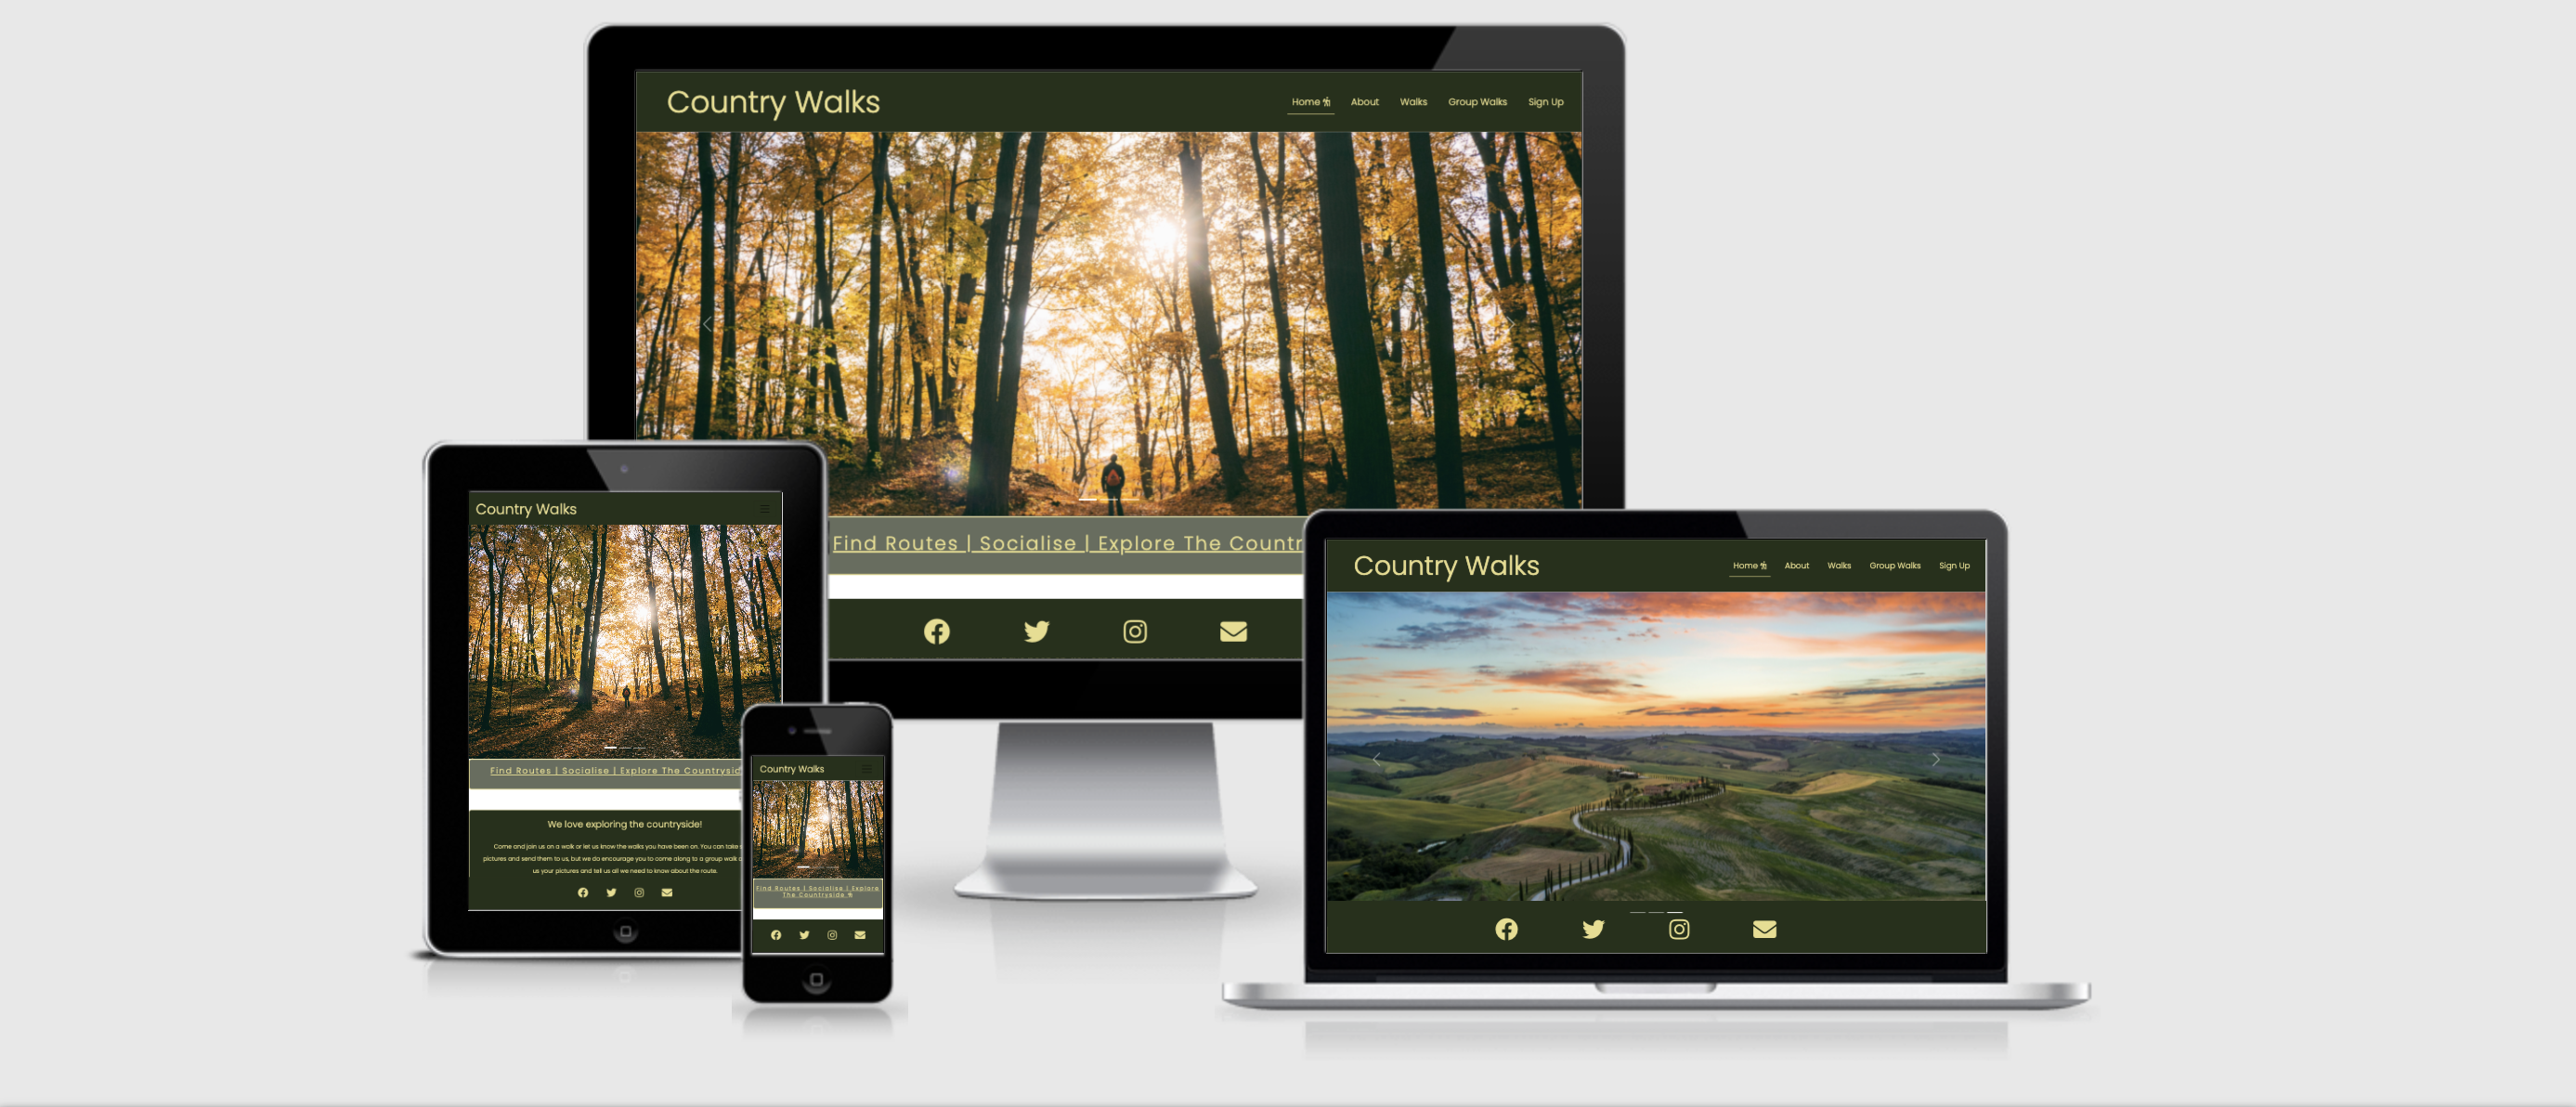 Country Walks
Home About Walks Group Walks Sign Up
Find Routes | Socialise | Explore The Countr
Country Walks
Find Routes | Socialise | Explore The Countrysid
We love exploring the countryside!
Come and join us on a walk or let us know the walks you have been on. You can take
pictures and send them to us, but we do encourage you to come along to a group walk
us your pictures and tell us all we need to know about the route.
Country Walks
Find Routes | Socialise | Explore
The Countryside
Country Walks
Home About Walks Group Walks Sign Up